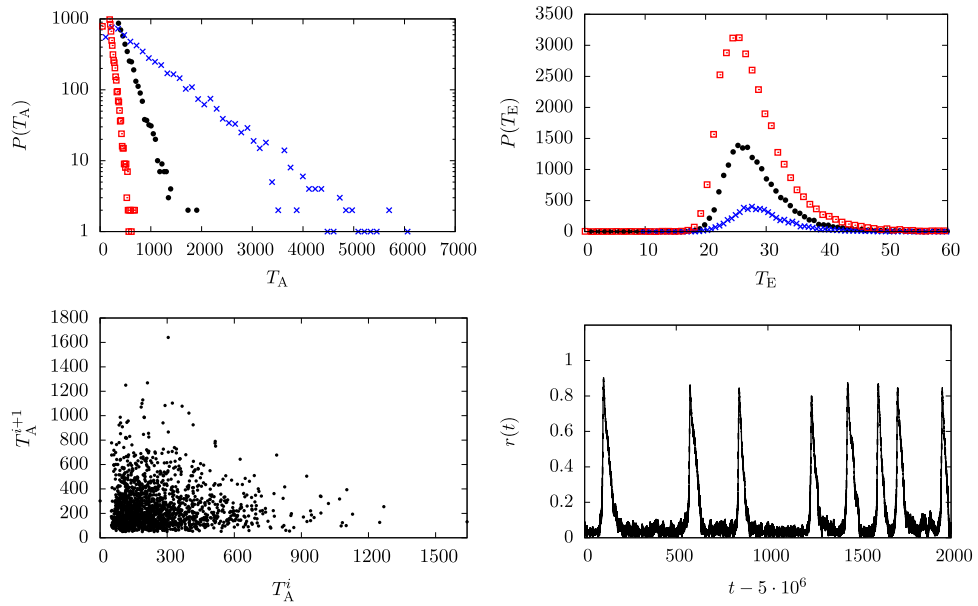 1000
100
10
1
P(T_A)
0 1000 2000 3000 4000 5000 6000 7000
T_A
3500
3000
2500
2000
1500
1000
500
0
P(T_E)
0 10 20 30 40 50 60
T_E
1800
1600
1400
1200
1000
800
600
400
200
0
T_A^{i+1}
0 300 600 900 1200 1500
T_A^i
1
0.8
0.6
0.4
0.2
0
r(t)
0 500 1000 1500 2000
t − 5 · 10^6